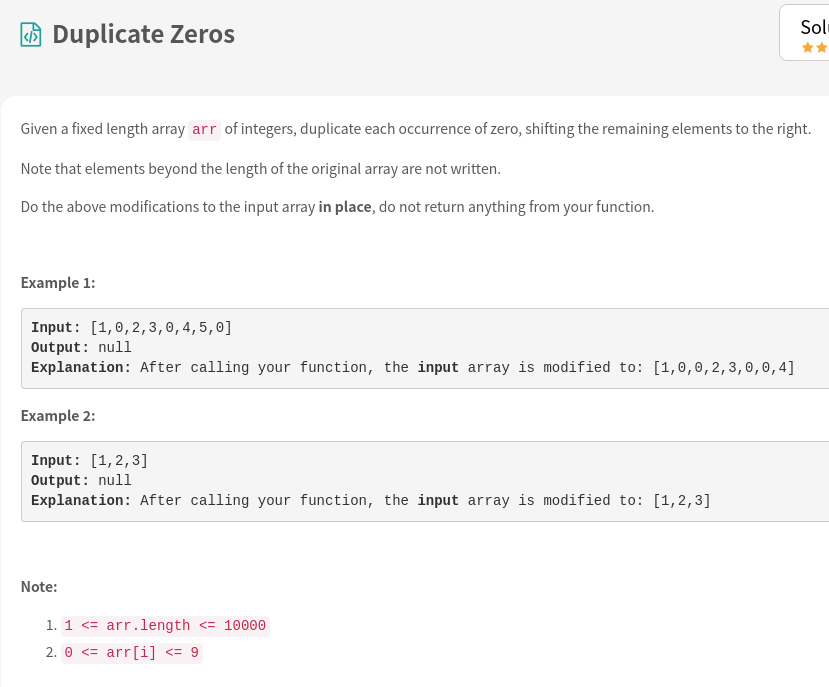 Duplicate Zeros
Given a fixed length array arr of integers, duplicate each occurrence of zero, shifting the remaining elements to the right.
Note that elements beyond the length of the original array are not written.
Do the above modifications to the input array in place, do not return anything from your function.
Example 1:
Input: [1,0,2,3,0,4,5,0]
Output: null
Explanation: After calling your function, the input array is modified to: [1,0,0,2,3,0,0,4]
Example 2:
Input: [1,2,3]
Output: null
Explanation: After calling your function, the input array is modified to: [1,2,3]
Note:
1. 1 <= arr.length <= 10000
2. 0 <= arr[i] <= 9